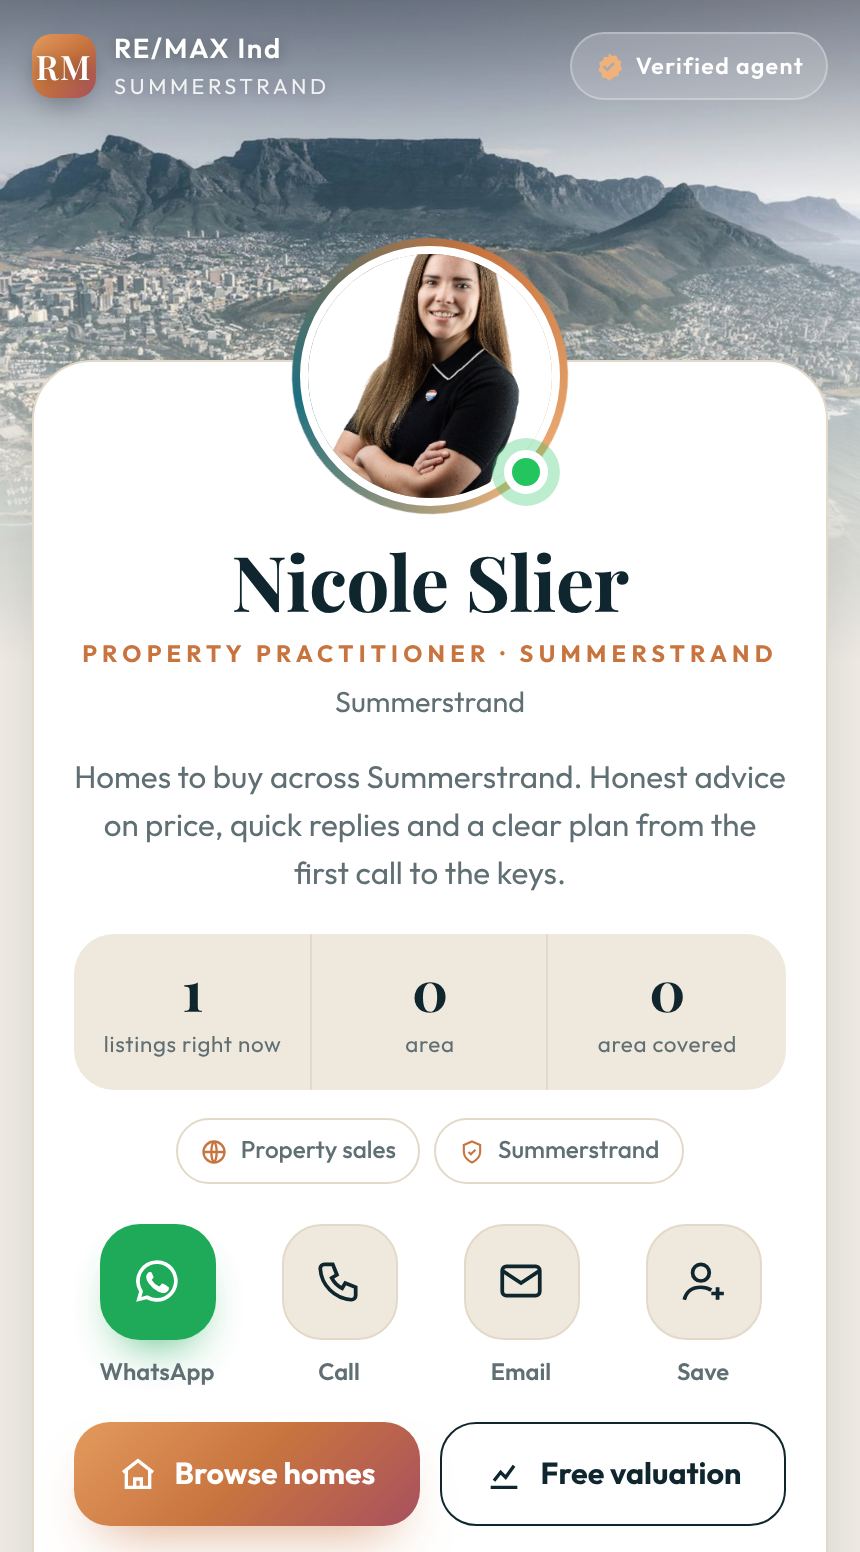 RM
RE/MAX Ind
SUMMERSTRAND
Verified agent
Nicole Slier
PROPERTY PRACTITIONER · SUMMERSTRAND
Summerstrand
Homes to buy across Summerstrand. Honest advice
on price, quick replies and a clear plan from the
first call to the keys.
1
listings right now
0
area
0
area covered
Property sales
Summerstrand
WhatsApp
Call
Email
Save
Browse homes
Free valuation